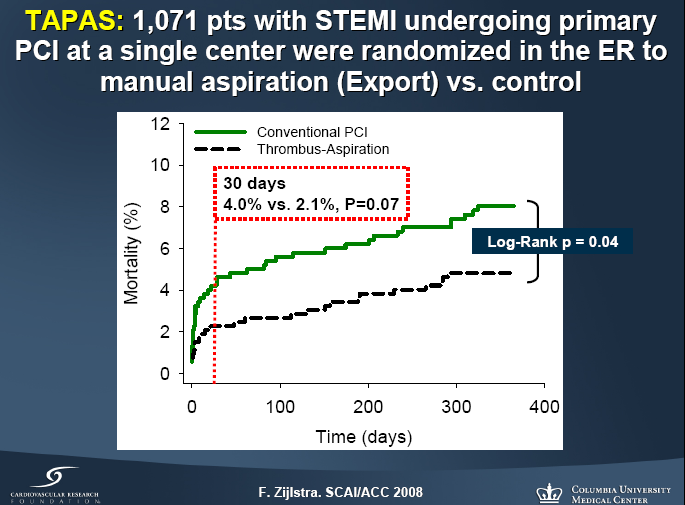 TAPAS: 1,071 pts with STEMI undergoing primary
PCI at a single center were randomized in the ER to
manual aspiration (Export) vs. control
12
10
8
6
4
2
0
Mortality (%)
Conventional PCI
Thrombus-Aspiration
30 days
4.0% vs. 2.1%, P=0.07
Log-Rank p = 0.04
0
100
200
300
400
Time (days)
CARDIOVASCULAR RESEARCH
FOUNDATION
F. Zijlstra. SCAI/ACC 2008
COLUMBIA UNIVERSITY
MEDICAL CENTER